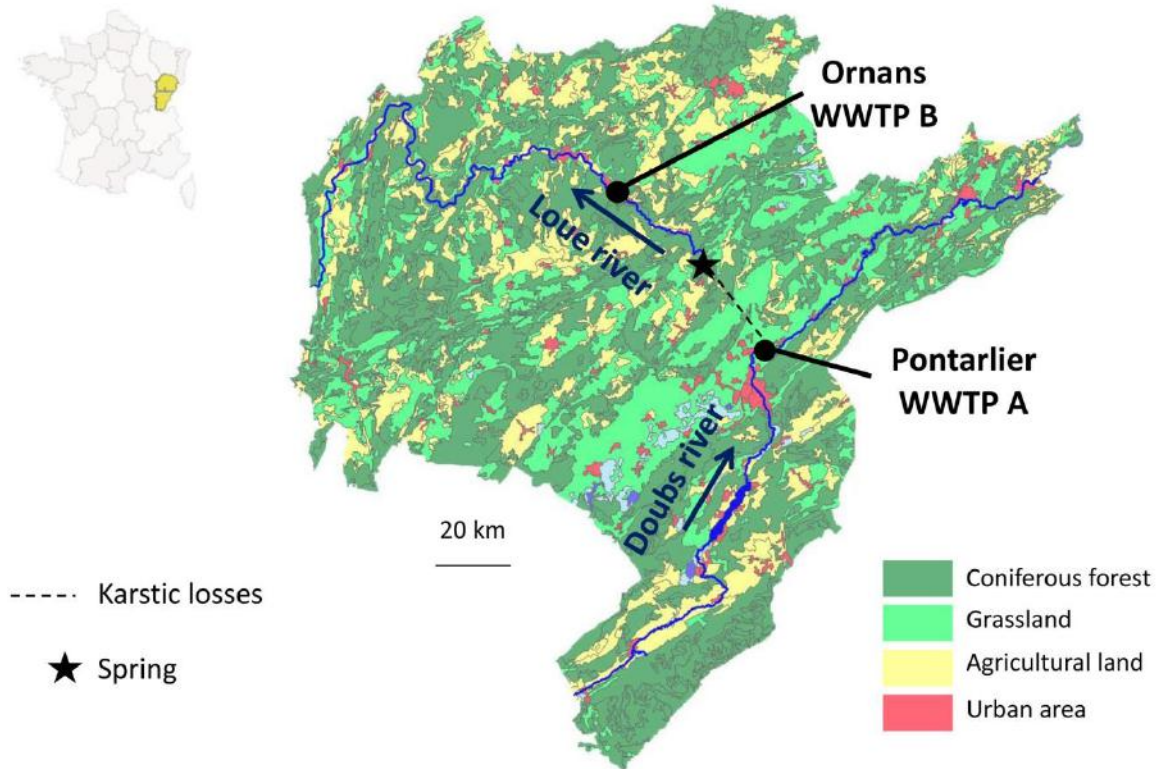 Ornans
WWTP B
Loue river
Pontarlier
WWTP A
Doubs river
20 km
Karstic losses
Spring
Coniferous forest
Grassland
Agricultural land
Urban area